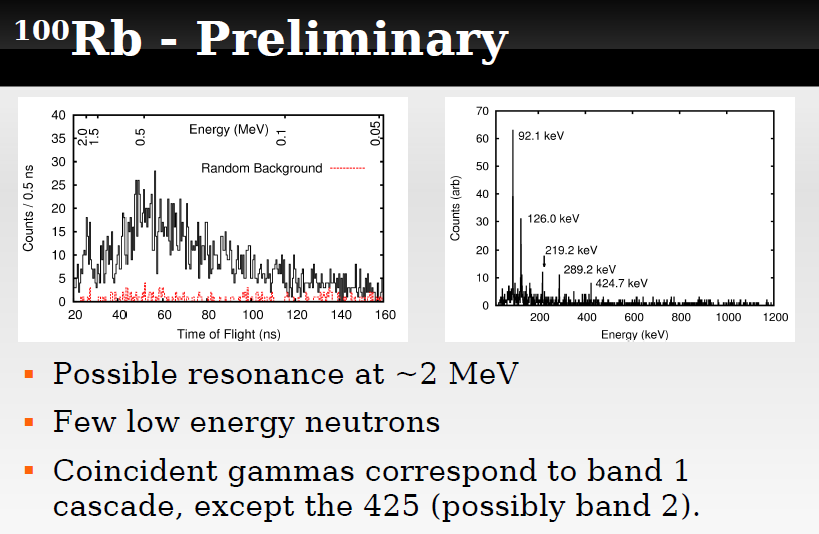 ¹⁰⁰Rb - Preliminary
40
35
30
25
20
15
10
5
0
Counts / 0.5 ns
2.0
1.5
0.5
Energy (MeV)
0.1
0.05
Random Background
20 40 60 80 100 120 140 160
Time of Flight (ns)
70
60
50
40
30
20
10
0
Counts (arb)
92.1 keV
126.0 keV
219.2 keV
289.2 keV
424.7 keV
200 400 600 800 1000 1200
Energy (keV)
▪ Possible resonance at ~2 MeV
▪ Few low energy neutrons
▪ Coincident gammas correspond to band 1
cascade, except the 425 (possibly band 2).